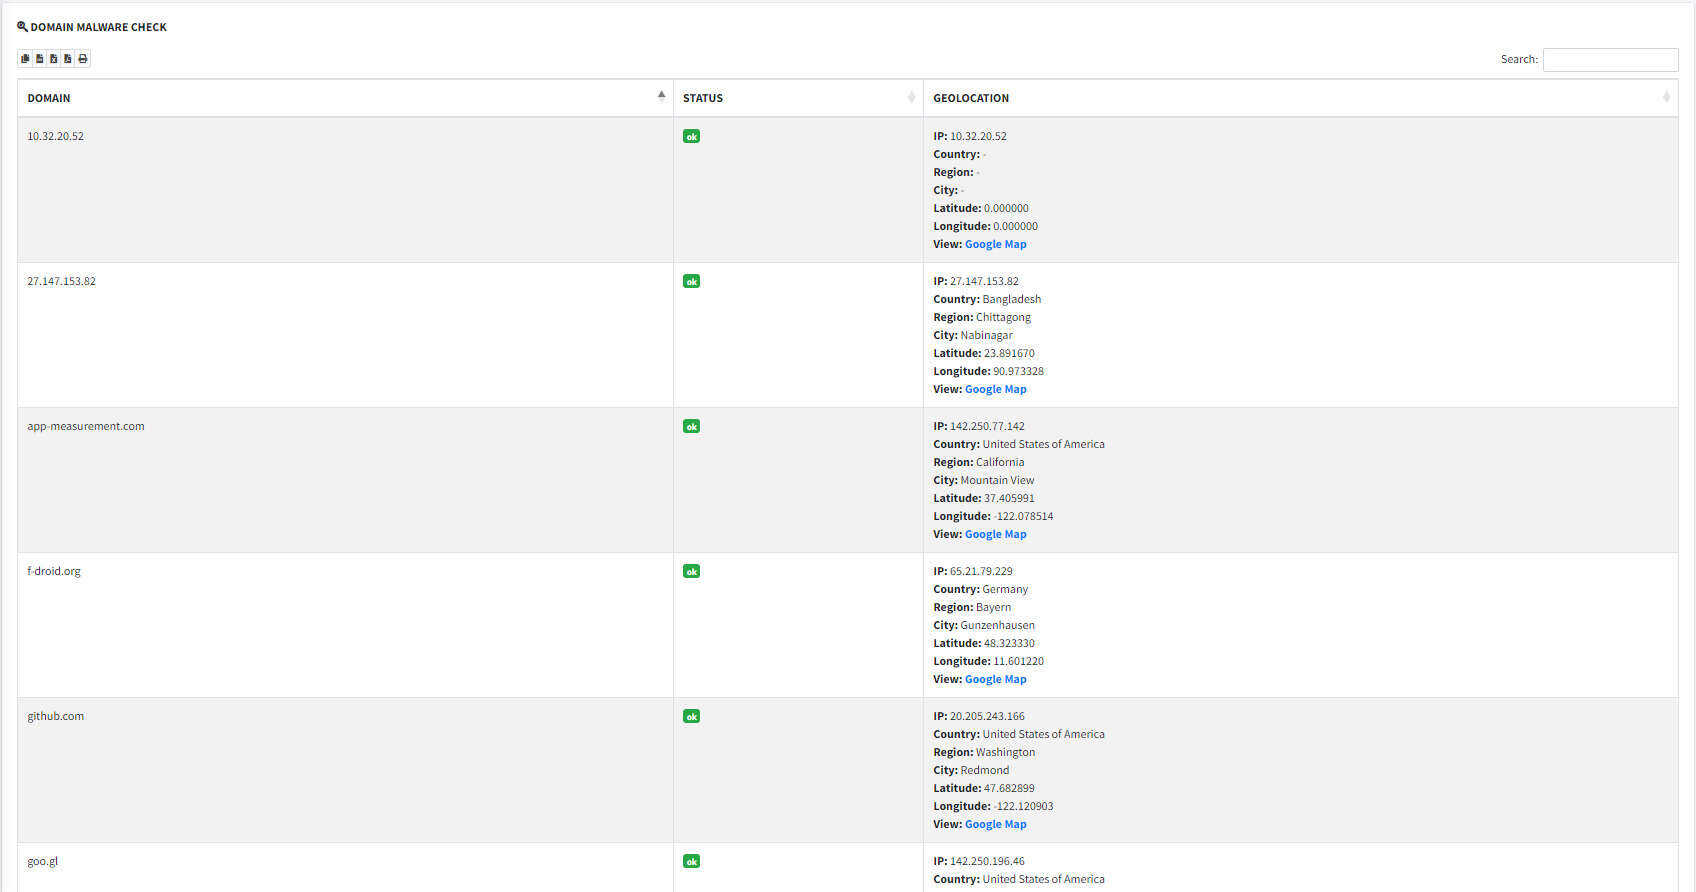 DOMAIN MALWARE CHECK
Search:
DOMAIN STATUS GEOLOCATION
10.32.20.52 ok IP: 10.32.20.52
Country: -
Region: -
City: -
Latitude: 0.000000
Longitude: 0.000000
View: Google Map
27.147.153.82 ok IP: 27.147.153.82
Country: Bangladesh
Region: Chittagong
City: Nabinagar
Latitude: 23.891670
Longitude: 90.973328
View: Google Map
app-measurement.com ok IP: 142.250.77.142
Country: United States of America
Region: California
City: Mountain View
Latitude: 37.405991
Longitude: -122.078514
View: Google Map
f-droid.org ok IP: 65.21.79.229
Country: Germany
Region: Bayern
City: Gunzenhausen
Latitude: 48.323330
Longitude: 11.601220
View: Google Map
github.com ok IP: 20.205.243.166
Country: United States of America
Region: Washington
City: Redmond
Latitude: 47.682899
Longitude: -122.120903
View: Google Map
goo.gl ok IP: 142.250.196.46
Country: United States of America